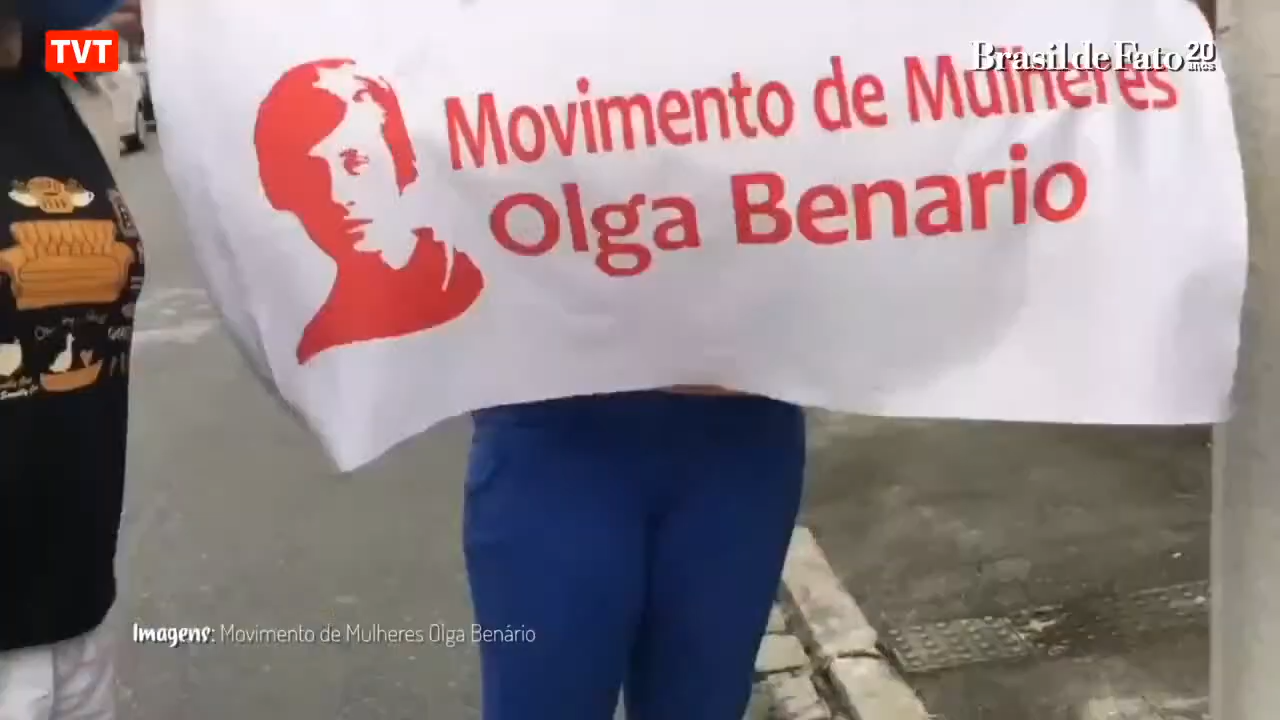 TVT
Brasil de Fato 20 anos
Movimento de Mulheres
Olga Benario
Imagens: Movimento de Mulheres Olga Benário